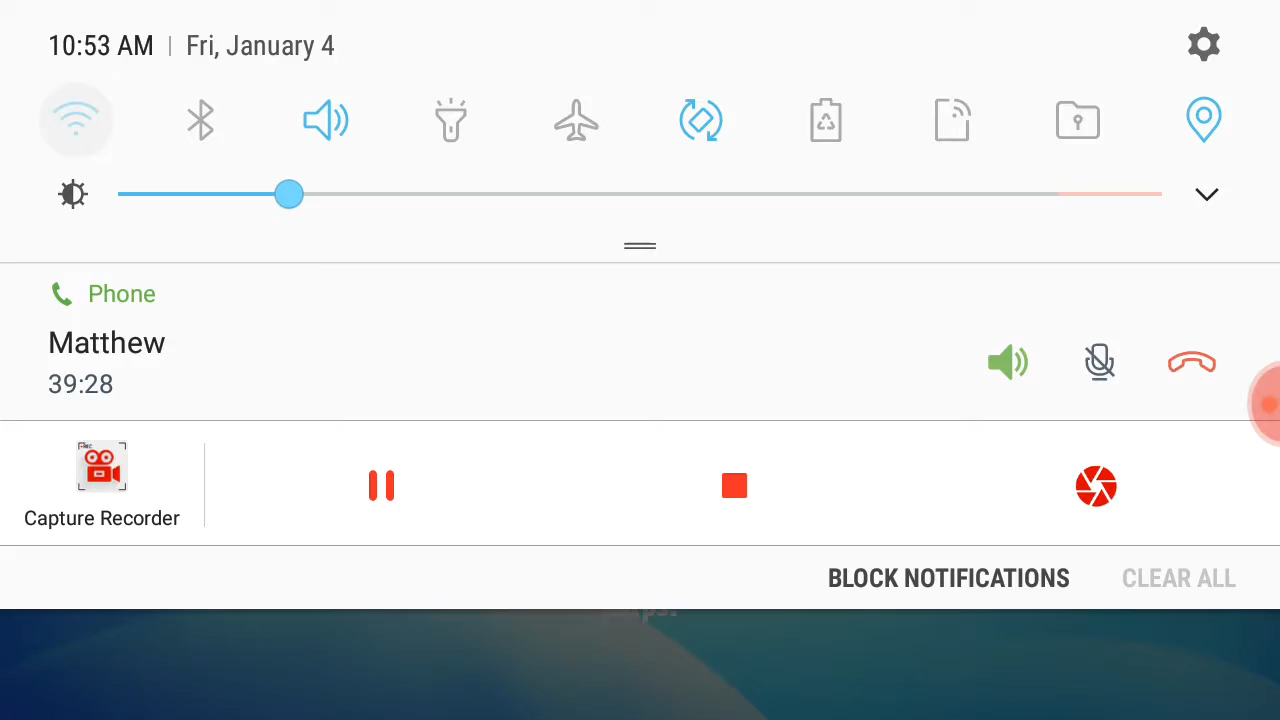 10:53 AM | Fri, January 4
Phone
Matthew
39:28
Capture Recorder
BLOCK NOTIFICATIONS CLEAR ALL